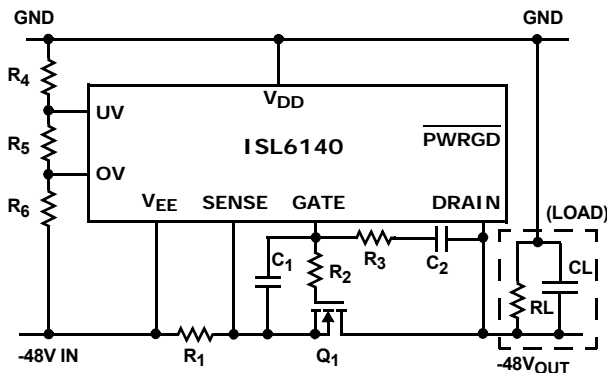 GND GND
R4
VDD
UV
R5
ISL6140
PWRGD
OV
R6
VEE SENSE GATE DRAIN
(LOAD)
C1 R2 R3 C2
CL
RL
-48V IN R1 Q1 -48VOUT